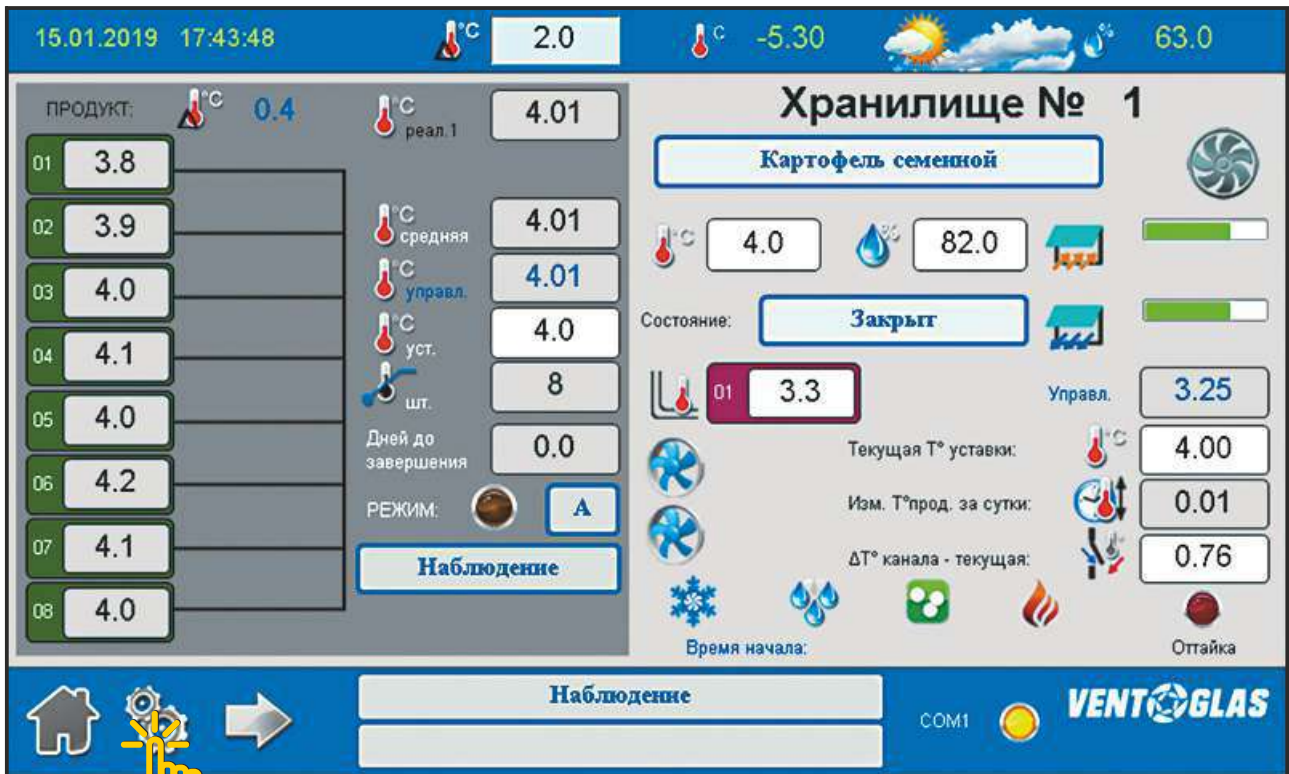 15.01.2019 17:43:48
°C 2.0
C -5.30
% 63.0
ПРОДУКТ: °C 0.4
01 3.8
02 3.9
03 4.0
04 4.1
05 4.0
06 4.2
07 4.1
08 4.0
°C реал.1 4.01
°C средняя 4.01
°C управл. 4.01
°C уст. 4.0
шт. 8
Дней до
завершения 0.0
РЕЖИМ: А
Наблюдение
Хранилище № 1
Картофель семенной
°C 4.0 % 82.0
Состояние: Закрыт
01 3.3
Управл. 3.25
Текущая T° уставки: °C 4.00
Изм. T°прод. за сутки: 0.01
ΔT° канала - текущая: 0.76
Время начала:
Оттайка
Наблюдение
COM1
VENTOGLAS